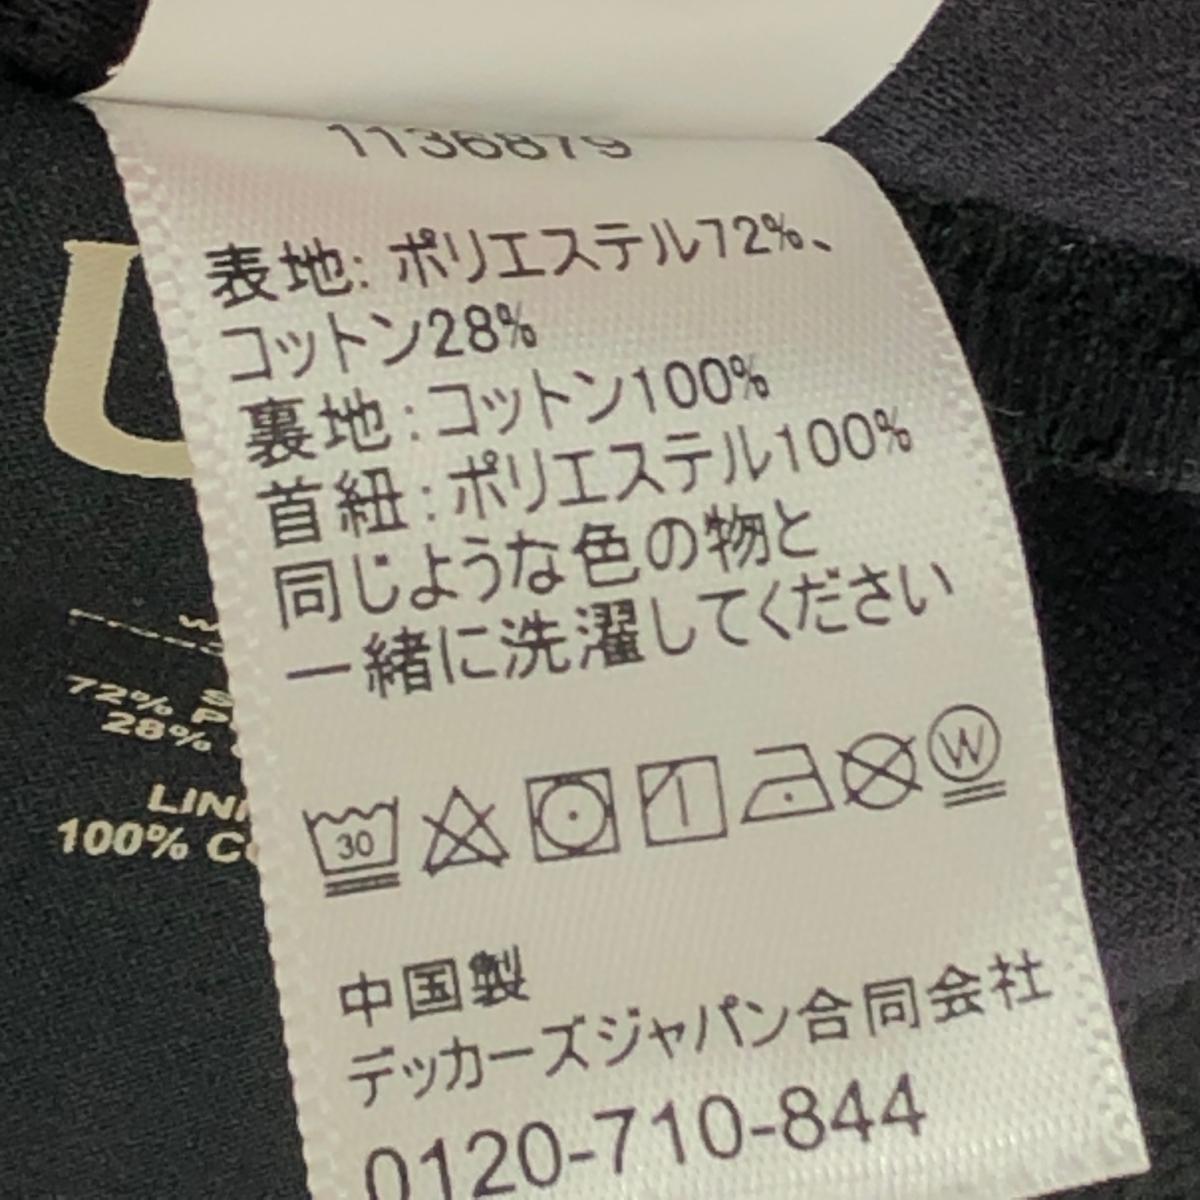 1136879
表地: ポリエステル72%、
コットン28%
裏地:コットン100%
首紐:ポリエステル100%
同じような色の物と
一緒に洗濯してください
30
W
中国製
デッカーズジャパン合同会社
0120-710-844
U
72%
28%
100%